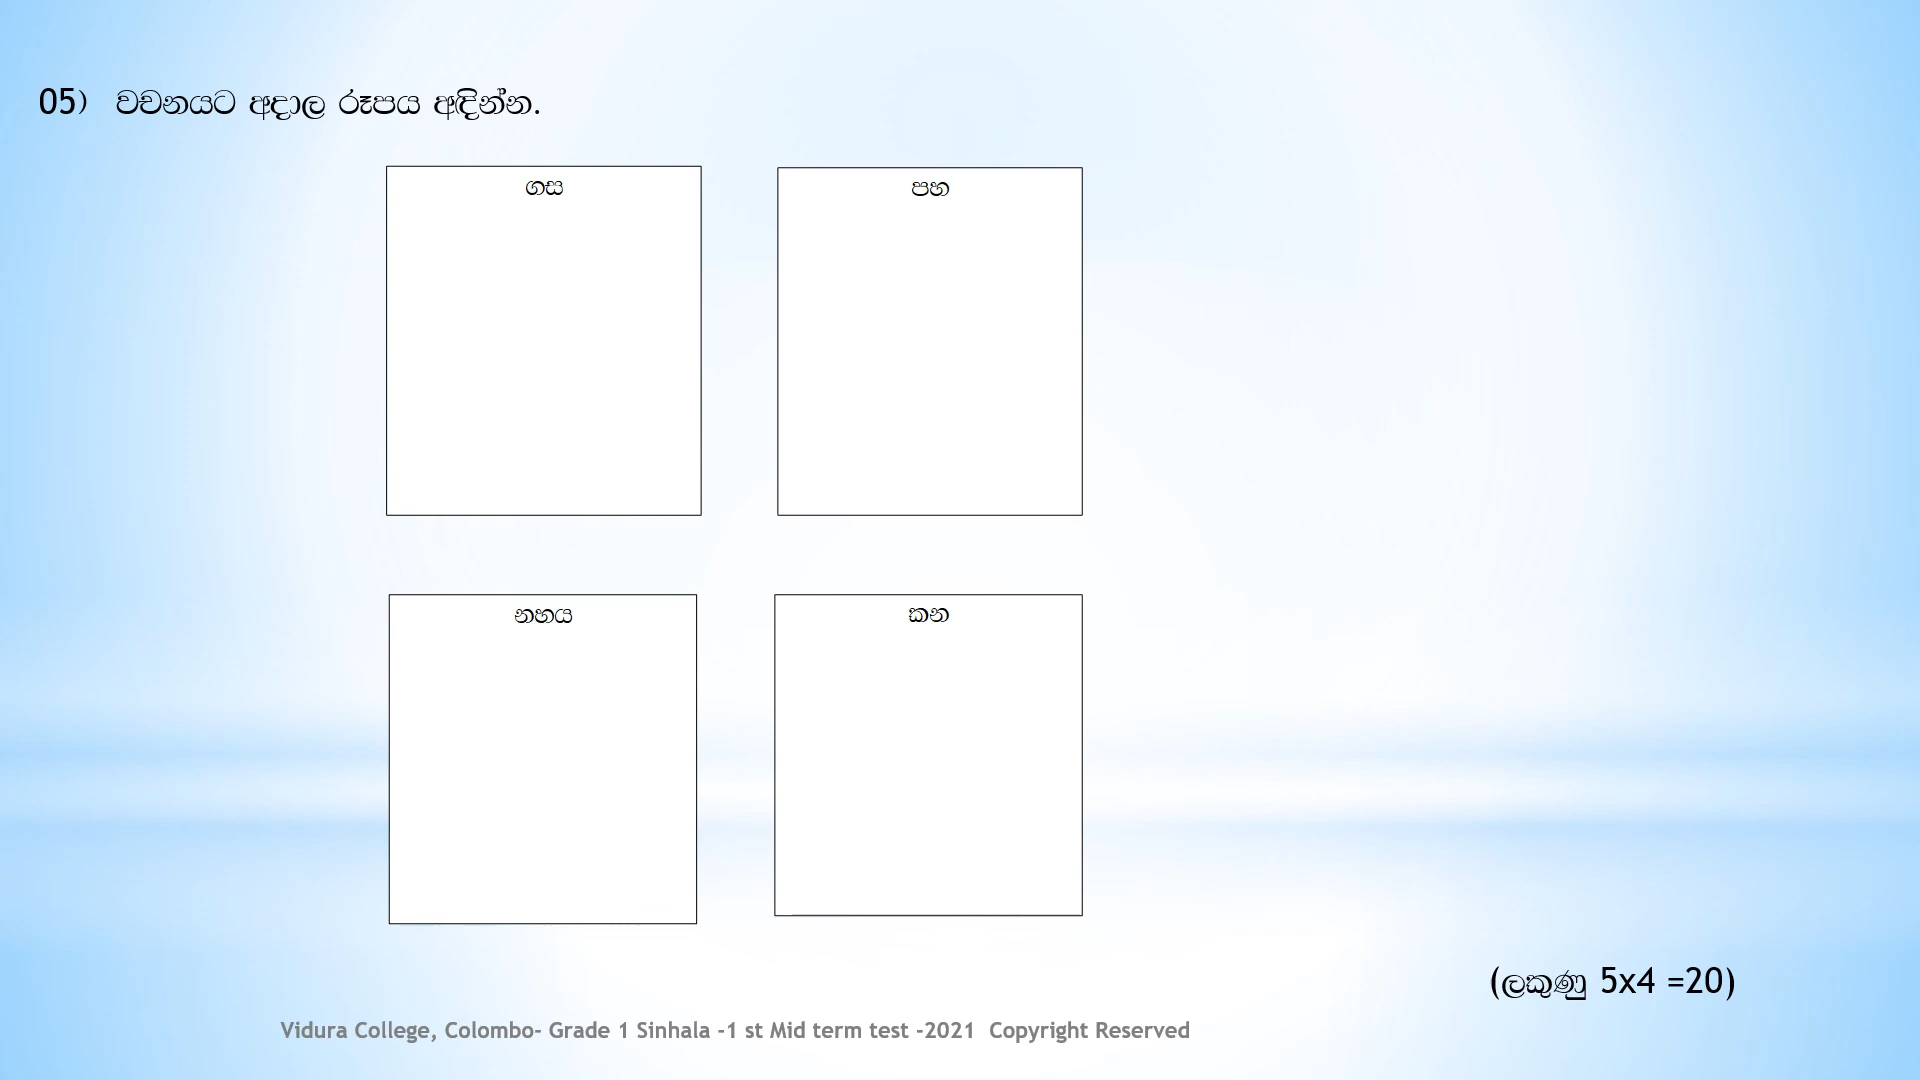 05) වචනයට අදාල රූපය අඳින්න.
ගස
පහ
නහය
කන
(ලකුණු 5x4 =20)
Vidura College, Colombo- Grade 1 Sinhala -1 st Mid term test -2021 Copyright Reserved